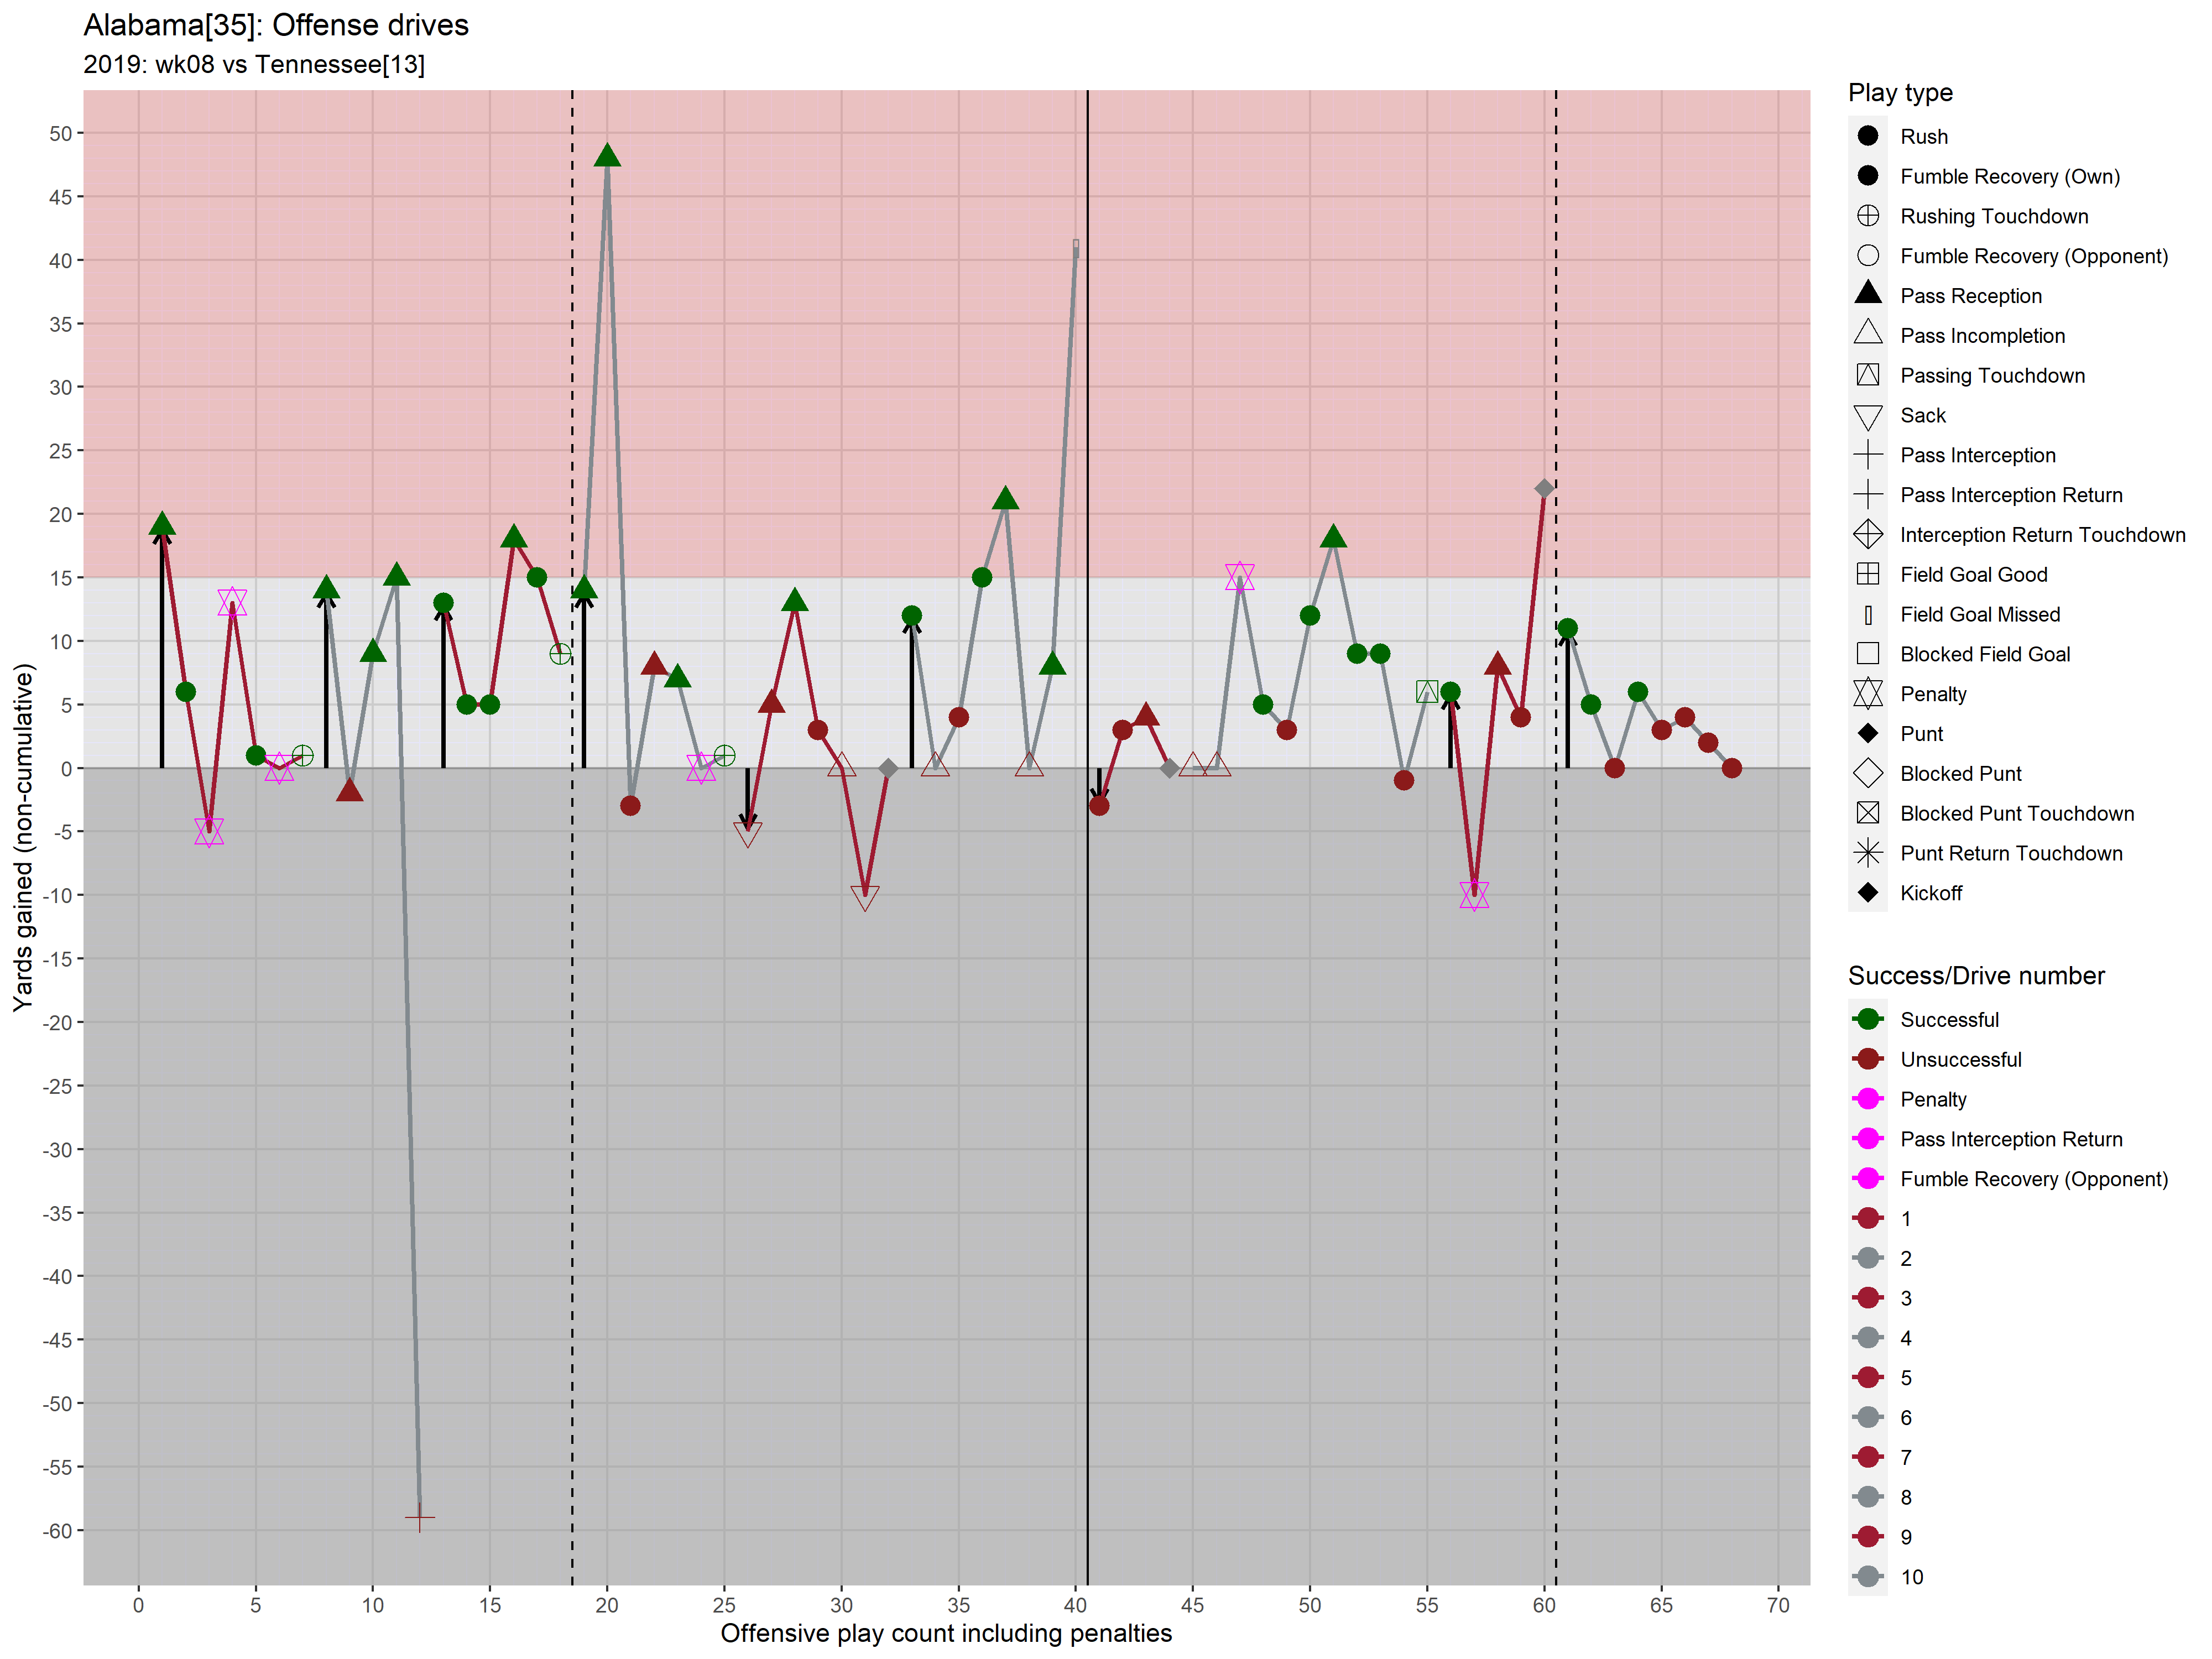 Alabama[35]: Offense drives
2019: wk08 vs Tennessee[13]
Yards gained (non-cumulative)
50
45
40
35
30
25
20
15
10
5
0
-5
-10
-15
-20
-25
-30
-35
-40
-45
-50
-55
-60
0 5 10 15 20 25 30 35 40 45 50 55 60 65 70
Offensive play count including penalties
Play type
Rush
Fumble Recovery (Own)
Rushing Touchdown
Fumble Recovery (Opponent)
Pass Reception
Pass Incompletion
Passing Touchdown
Sack
Pass Interception
Pass Interception Return
Interception Return Touchdown
Field Goal Good
Field Goal Missed
Blocked Field Goal
Penalty
Punt
Blocked Punt
Blocked Punt Touchdown
Punt Return Touchdown
Kickoff
Success/Drive number
Successful
Unsuccessful
Penalty
Pass Interception Return
Fumble Recovery (Opponent)
1
2
3
4
5
6
7
8
9
10